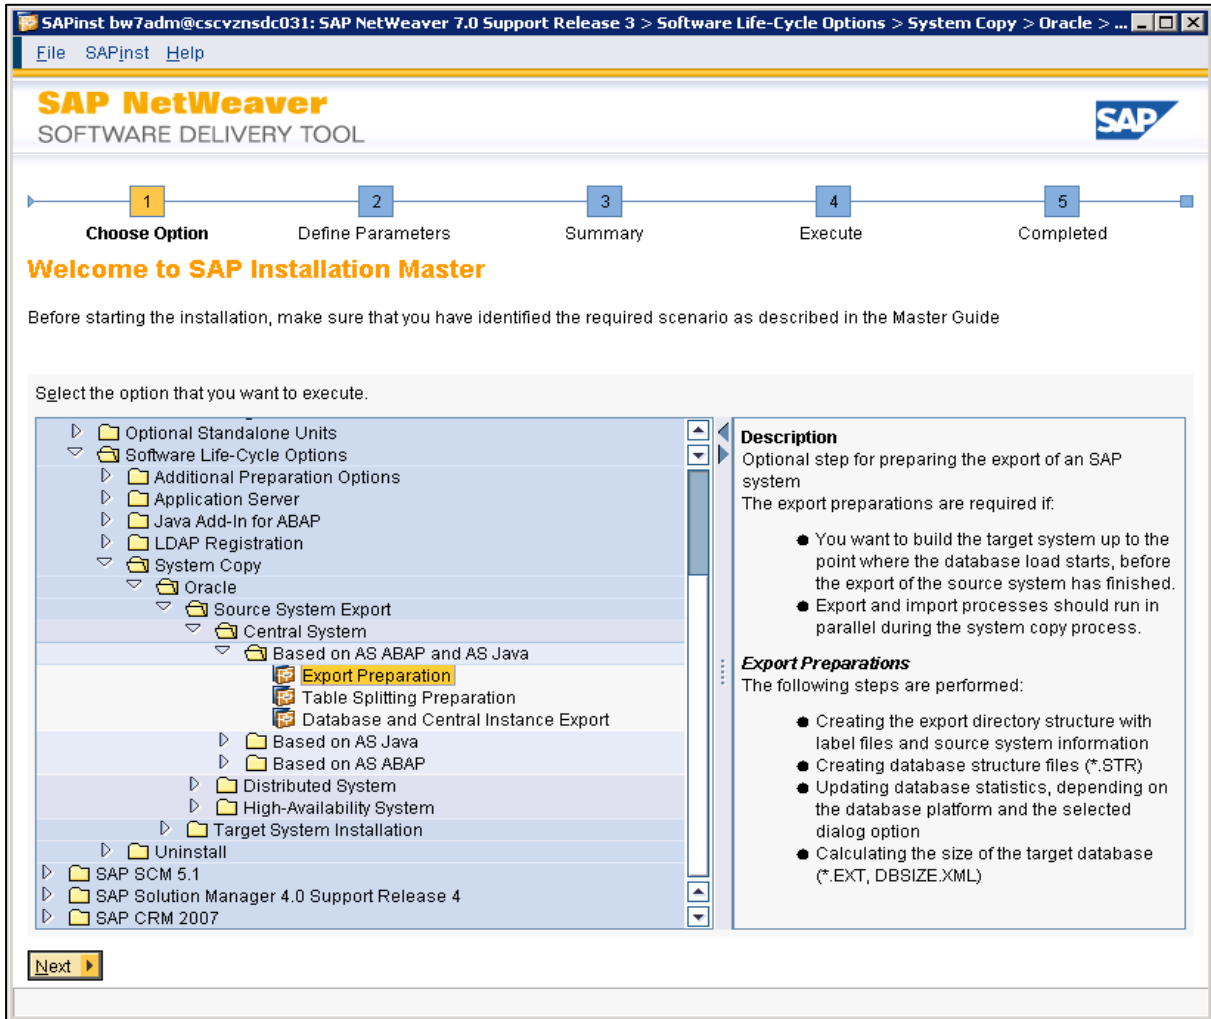 SAPinst bw7adm@cscvznsdc031: SAP NetWeaver 7.0 Support Release 3 > Software Life-Cycle Options > System Copy > Oracle > ...
File SAPinst Help
SAP NetWeaver
SOFTWARE DELIVERY TOOL
SAP
1 2 3 4 5
Choose Option Define Parameters Summary Execute Completed
Welcome to SAP Installation Master
Before starting the installation, make sure that you have identified the required scenario as described in the Master Guide
Select the option that you want to execute.
Optional Standalone Units
Software Life-Cycle Options
Additional Preparation Options
Application Server
Java Add-In for ABAP
LDAP Registration
System Copy
Oracle
Source System Export
Central System
Based on AS ABAP and AS Java
Export Preparation
Table Splitting Preparation
Database and Central Instance Export
Based on AS Java
Based on AS ABAP
Distributed System
High-Availability System
Target System Installation
Uninstall
SAP SCM 5.1
SAP Solution Manager 4.0 Support Release 4
SAP CRM 2007
Description
Optional step for preparing the export of an SAP
system
The export preparations are required if:
● You want to build the target system up to the
point where the database load starts, before
the export of the source system has finished.
● Export and import processes should run in
parallel during the system copy process.
Export Preparations
The following steps are performed:
● Creating the export directory structure with
label files and source system information
● Creating database structure files (*.STR)
● Updating database statistics, depending on
the database platform and the selected
dialog option
● Calculating the size of the target database
(*.EXT, DBSIZE.XML)
Next